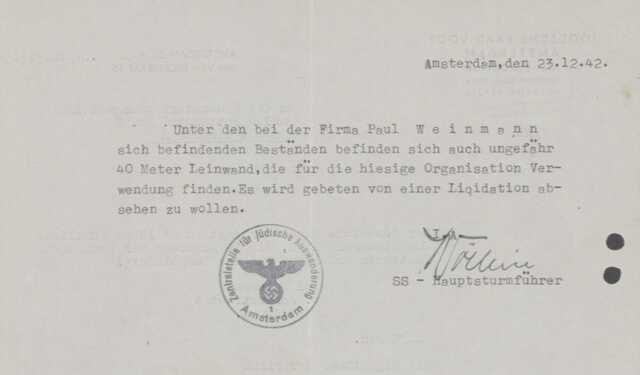 Amsterdam,den 23.12.42.
Unter den bei der Firma Paul W e i n m a n n
sich befindenden Beständen befinden sich auch ungefähr
40 Meter Leinwand,die für die hiesige Organisation Ver-
wendung finden.Es wird gebeten von einer Liqidation ab-
sehen zu wollen.
I.A.
SS - Hauptsturmführer
Zentralstelle für jüdische Auswanderung
1
Amsterdam